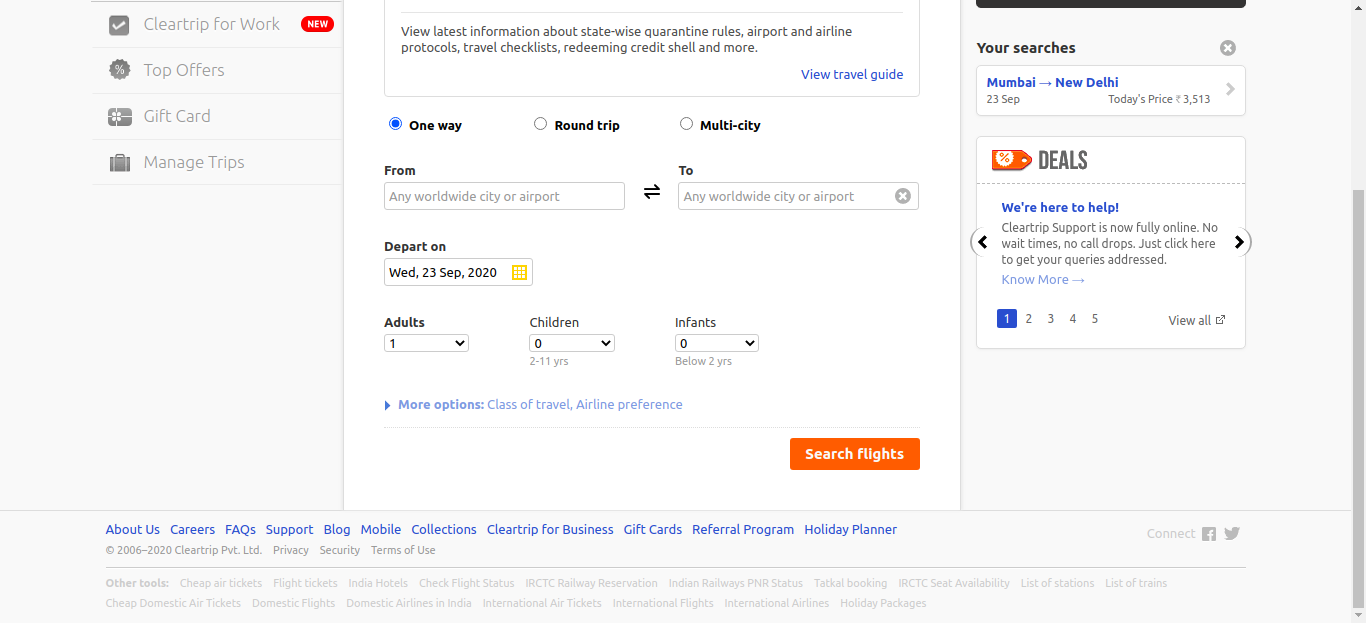 Cleartrip for Work NEW
Top Offers
Gift Card
Manage Trips
View latest information about state-wise quarantine rules, airport and airline
protocols, travel checklists, redeeming credit shell and more.
View travel guide
One way Round trip Multi-city
From To
Any worldwide city or airport Any worldwide city or airport
Depart on
Wed, 23 Sep, 2020
Adults Children Infants
1 0 0
2-11 yrs Below 2 yrs
More options: Class of travel, Airline preference
Search flights
Your searches
Mumbai → New Delhi
23 Sep Today's Price ₹ 3,513
% DEALS
We're here to help!
Cleartrip Support is now fully online. No
wait times, no call drops. Just click here
to get your queries addressed.
Know More →
1 2 3 4 5 View all
About Us Careers FAQs Support Blog Mobile Collections Cleartrip for Business Gift Cards Referral Program Holiday Planner
© 2006–2020 Cleartrip Pvt. Ltd. Privacy Security Terms of Use
Connect
Other tools: Cheap air tickets Flight tickets India Hotels Check Flight Status IRCTC Railway Reservation Indian Railways PNR Status Tatkal booking IRCTC Seat Availability List of stations List of trains
Cheap Domestic Air Tickets Domestic Flights Domestic Airlines in India International Air Tickets International Flights International Airlines Holiday Packages